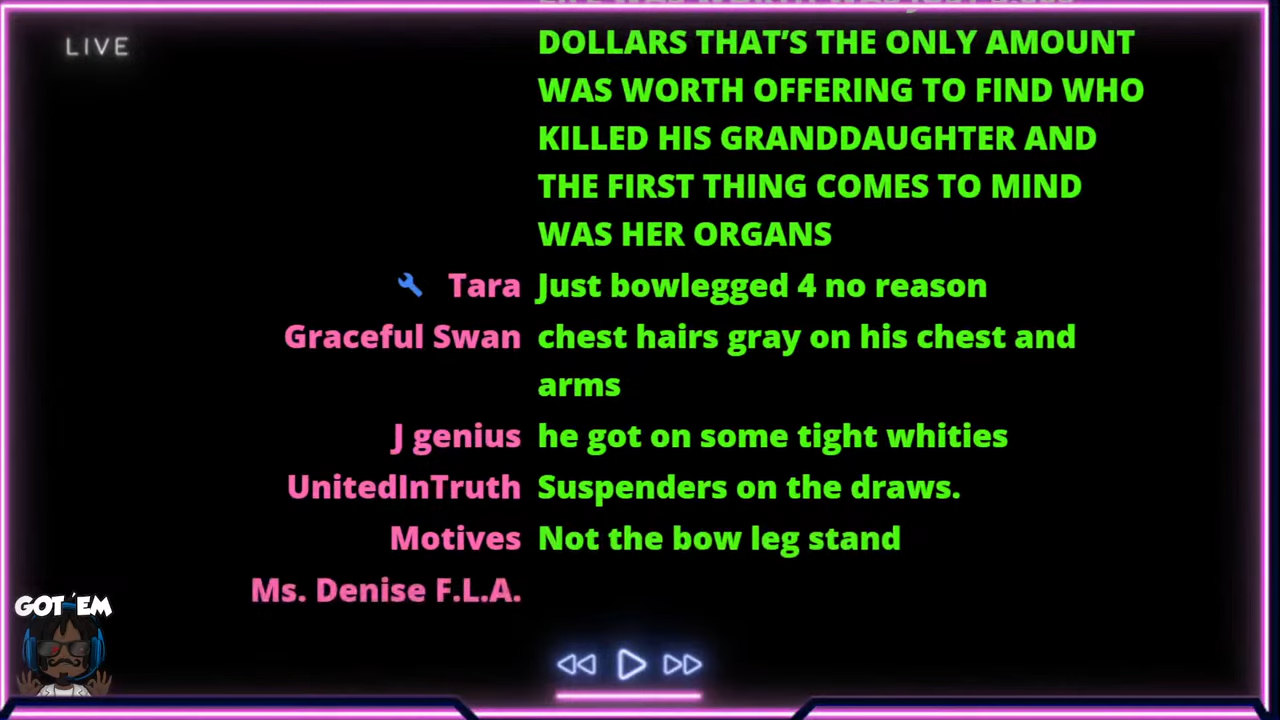 LIVE
DOLLARS THAT’S THE ONLY AMOUNT
WAS WORTH OFFERING TO FIND WHO
KILLED HIS GRANDDAUGHTER AND
THE FIRST THING COMES TO MIND
WAS HER ORGANS
Tara Just bowlegged 4 no reason
Graceful Swan chest hairs gray on his chest and
arms
J genius he got on some tight whities
UnitedInTruth Suspenders on the draws.
Motives Not the bow leg stand
Ms. Denise F.L.A.
GOT 'EM